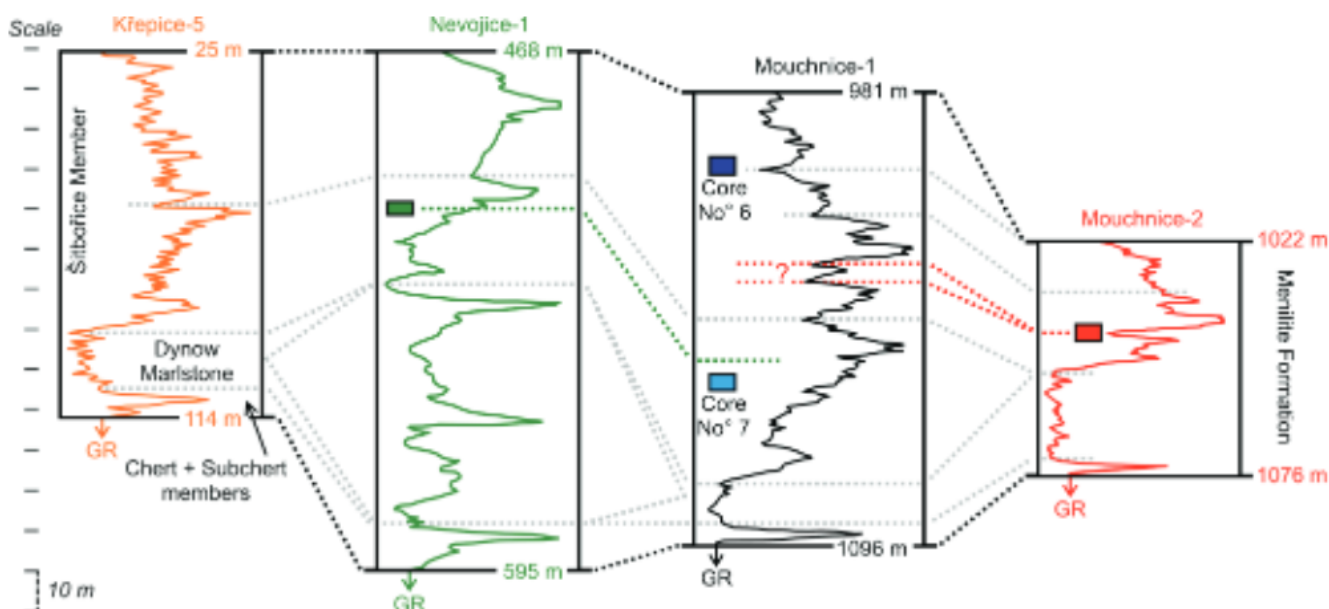 Scale
Křepice-5
25 m
Šitbořice Member
Dynow
Marlstone
114 m
GR
Chert + Subchert
members
10 m
Nevojice-1
468 m
595 m
GR
Mouchnice-1
981 m
Core
No° 6
?
Core
No° 7
1096 m
GR
Mouchnice-2
1022 m
Menilite Formation
1076 m
GR